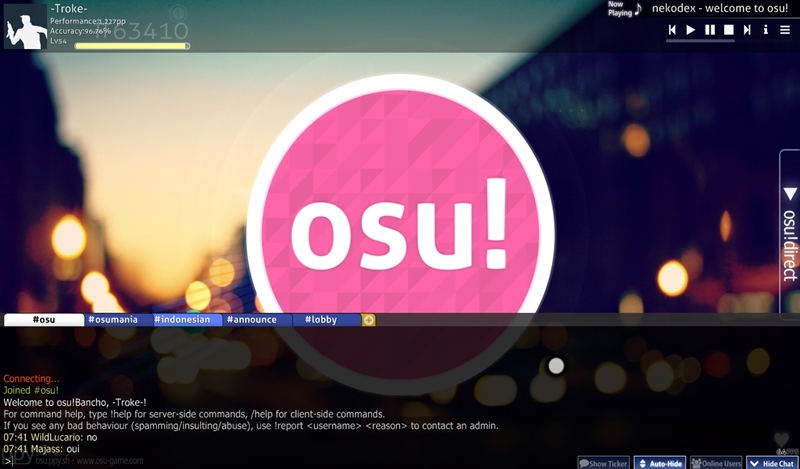 -Troke-
Performance:1,227pp
Accuracy:96.76%
Lv54
#63410
Now Playing
nekodex - welcome to osu!
osu!
osu!direct
#osu
#osumania
#indonesian
#announce
#lobby
Connecting...
Joined #osu!
Welcome to osu!Bancho, -Troke-!
For command help, type !help for server-side commands, /help for client-side commands.
If you see any bad behaviour (spamming/insulting/abuse), use !report <username> <reason> to contact an admin.
07:41 WildLucario: no
07:41 Majass: oui
>
osu.ppy.sh - www.osu-game.com
Show Ticker
Auto-Hide
Online Users
Hide Chat